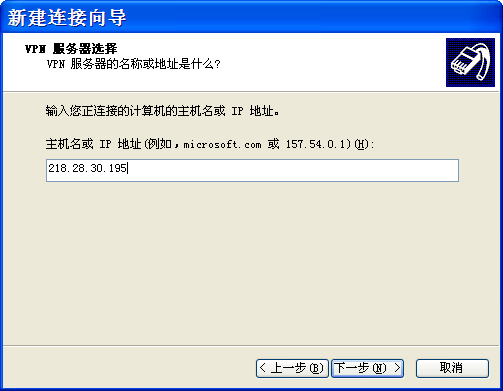 新建连接向导
VPN 服务器选择
VPN 服务器的名称或地址是什么?
输入您正连接的计算机的主机名或 IP 地址。
主机名或 IP 地址(例如，microsoft.com 或 157.54.0.1)(H):
218.28.30.195
< 上一步(B) 下一步(N) > 取消